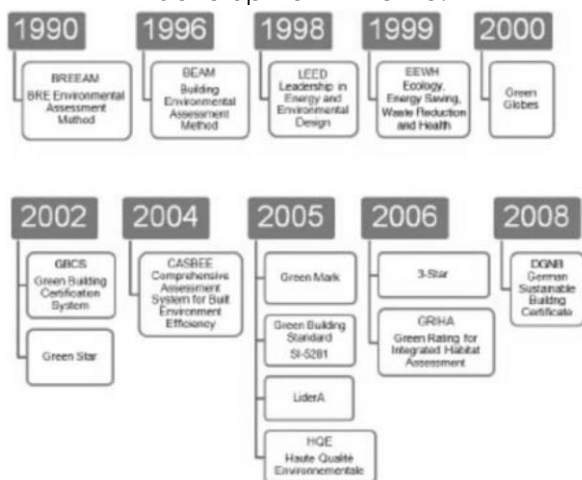 1990
BREEAM
BRE Environmental
Assessment
Method
1996
BEAM
Building
Environmental
Assessment
Method
1998
LEED
Leadership in
Energy and
Environmental
Design
1999
EEWH
Ecology,
Energy Saving,
Waste Reduction
and Health
2000
Green
Globes
2002
GBCS
Green Building
Certification
System
Green Star
2004
CASBEE
Comprehensive
Assessment
System for Built
Environment
Efficiency
2005
Green Mark
Green Building
Standard
SI-5281
LiderA
HQE
Haute Qualité
Environnementale
2006
3-Star
GRIHA
Green Rating for
Integrated Habitat
Assessment
2008
DGNB
German
Sustainable
Building
Certificate